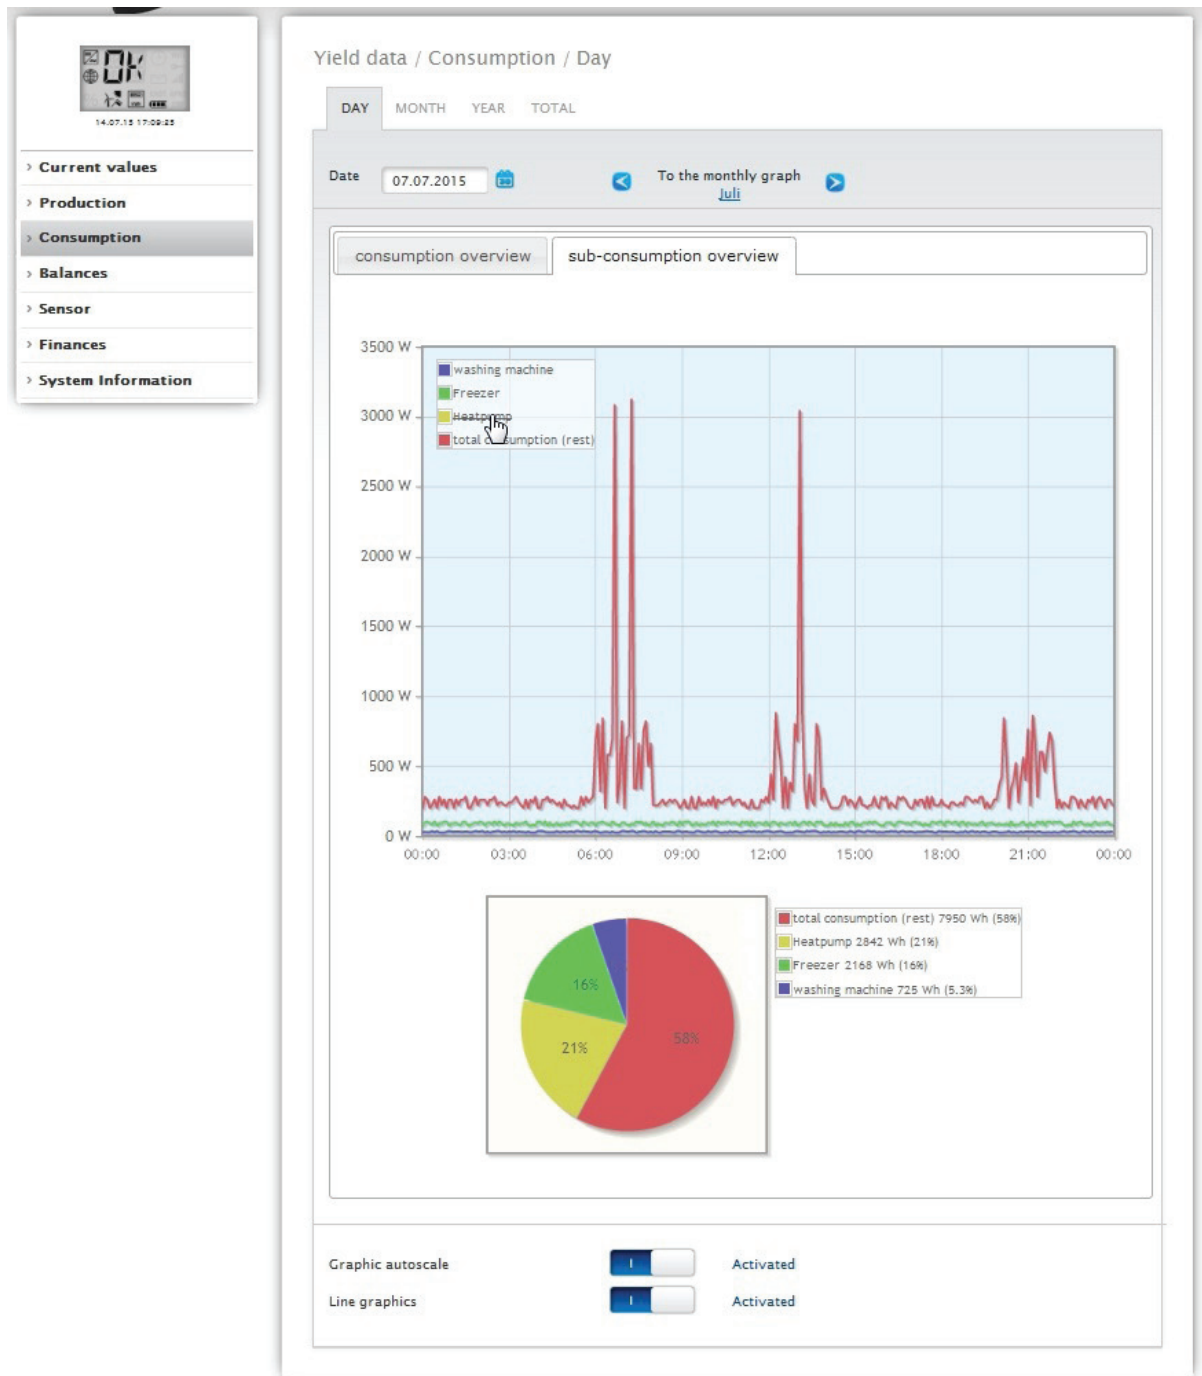 OK
14.07.15 17:09:25
Current values
Production
Consumption
Balances
Sensor
Finances
System Information
Yield data / Consumption / Day
DAY MONTH YEAR TOTAL
Date 07.07.2015 To the monthly graph
Juli
consumption overview sub-consumption overview
3500 W
3000 W
2500 W
2000 W
1500 W
1000 W
500 W
0 W
washing machine
Freezer
Heatpump
total consumption (rest)
00:00 03:00 06:00 09:00 12:00 15:00 18:00 21:00 00:00
16%
21%
58%
total consumption (rest) 7950 Wh (58%)
Heatpump 2842 Wh (21%)
Freezer 2168 Wh (16%)
washing machine 725 Wh (5.3%)
Graphic autoscale I Activated
Line graphics I Activated